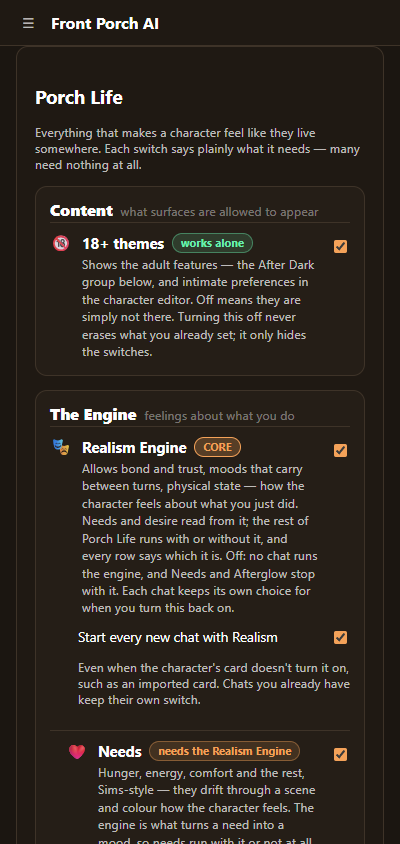 Front Porch AI
Porch Life
Everything that makes a character feel like they live
somewhere. Each switch says plainly what it needs — many
need nothing at all.
Content what surfaces are allowed to appear
18+ themes works alone
Shows the adult features — the After Dark
group below, and intimate preferences in
the character editor. Off means they are
simply not there. Turning this off never
erases what you already set; it only hides
the switches.
The Engine feelings about what you do
Realism Engine CORE
Allows bond and trust, moods that carry
between turns, physical state — how the
character feels about what you just did.
Needs and desire read from it; the rest of
Porch Life runs with or without it, and
every row says which it is. Off: no chat runs
the engine, and Needs and Afterglow stop
with it. Each chat keeps its own choice for
when you turn this back on.
Start every new chat with Realism
Even when the character's card doesn't turn it on,
such as an imported card. Chats you already have
keep their own switch.
Needs needs the Realism Engine
Hunger, energy, comfort and the rest,
Sims-style — they drift through a scene
and colour how the character feels. The
engine is what turns a need into a
mood, so needs run with it or not at all.